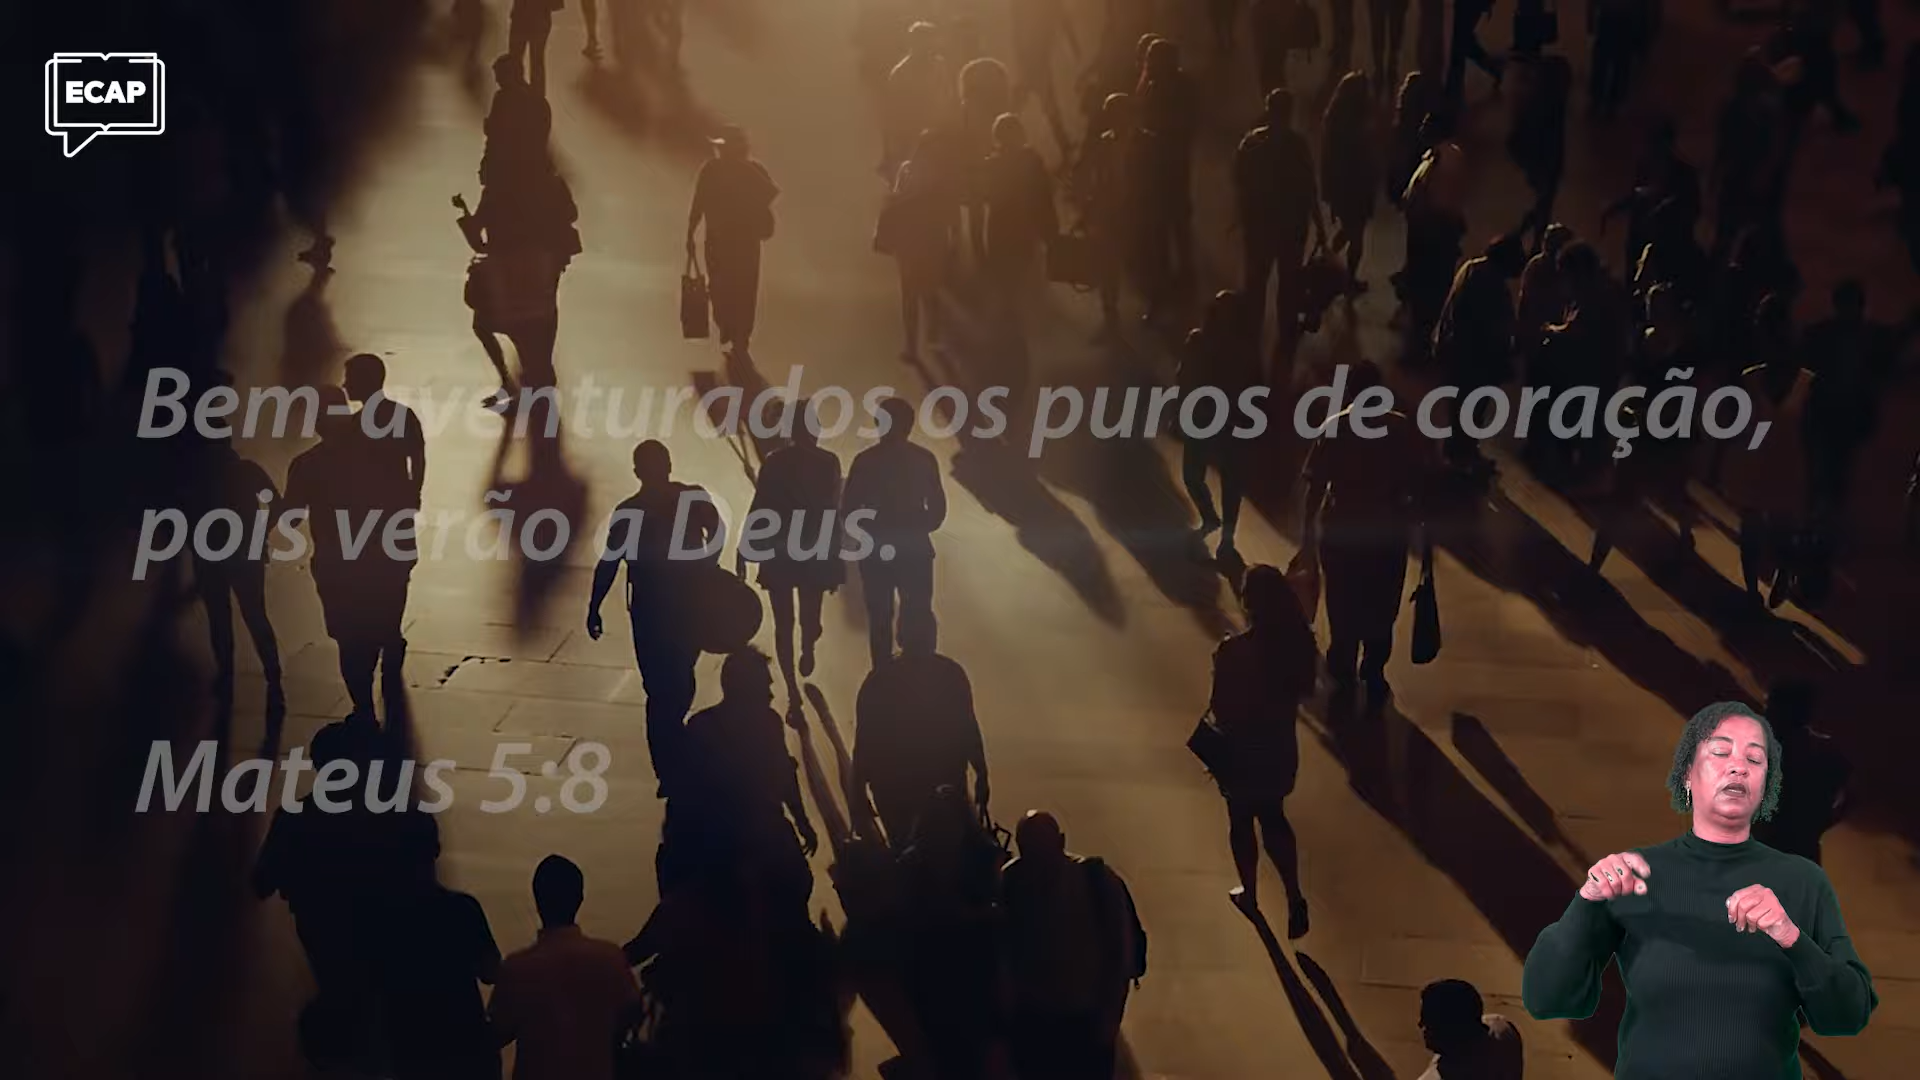 ECAP
Bem-aventurados os puros de coração,
pois verão a Deus.
Mateus 5:8